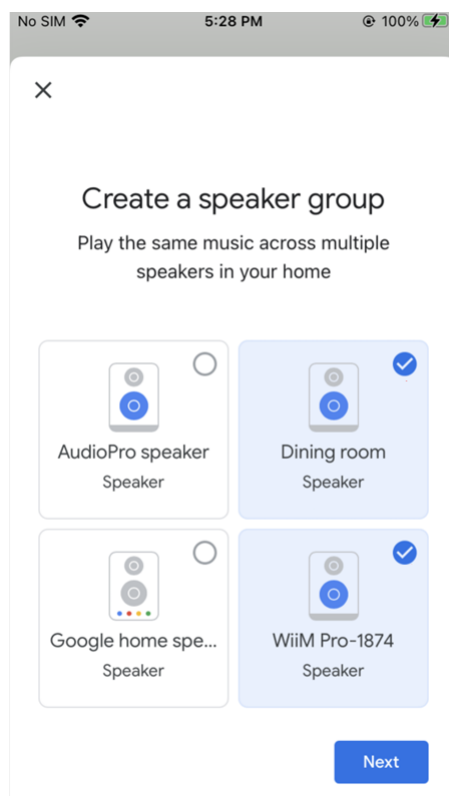 No SIM 5:28 PM 100%
Create a speaker group
Play the same music across multiple
speakers in your home
AudioPro speaker
Speaker
Dining room
Speaker
Google home spe...
Speaker
WiiM Pro-1874
Speaker
Next